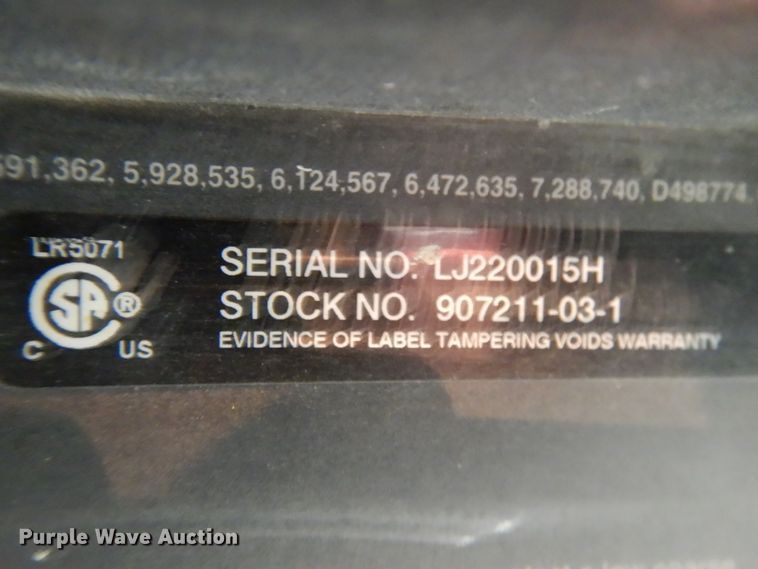 591,362, 5,928,535, 6,124,567, 6,472,635, 7,288,740, D498774
LR5071
SERIAL NO. LJ220015H
SA ®
STOCK NO. 907211-03-1
C US
EVIDENCE OF LABEL TAMPERING VOIDS WARRANTY
Purple Wave Auction